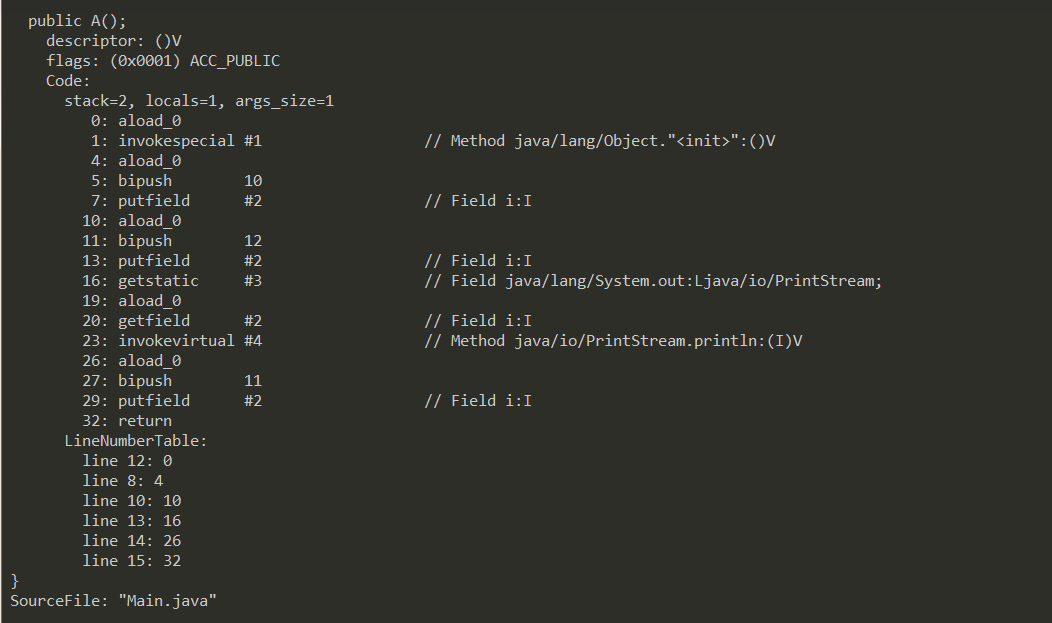 public A();
descriptor: ()V
flags: (0x0001) ACC_PUBLIC
Code:
stack=2, locals=1, args_size=1
0: aload_0
1: invokespecial #1 // Method java/lang/Object."<init>":()V
4: aload_0
5: bipush 10
7: putfield #2 // Field i:I
10: aload_0
11: bipush 12
13: putfield #2 // Field i:I
16: getstatic #3 // Field java/lang/System.out:Ljava/io/PrintStream;
19: aload_0
20: getfield #2 // Field i:I
23: invokevirtual #4 // Method java/io/PrintStream.println:(I)V
26: aload_0
27: bipush 11
29: putfield #2 // Field i:I
32: return
LineNumberTable:
line 12: 0
line 8: 4
line 10: 10
line 13: 16
line 14: 26
line 15: 32
}
SourceFile: "Main.java"